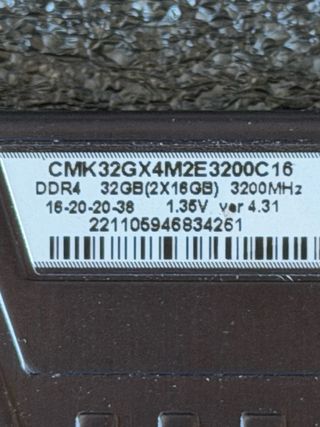 CMK32GX4M2E3200C16
DDR4 32GB(2X16GB) 3200MHz
16-20-20-38 1.35V ver 4.31
221105946834261